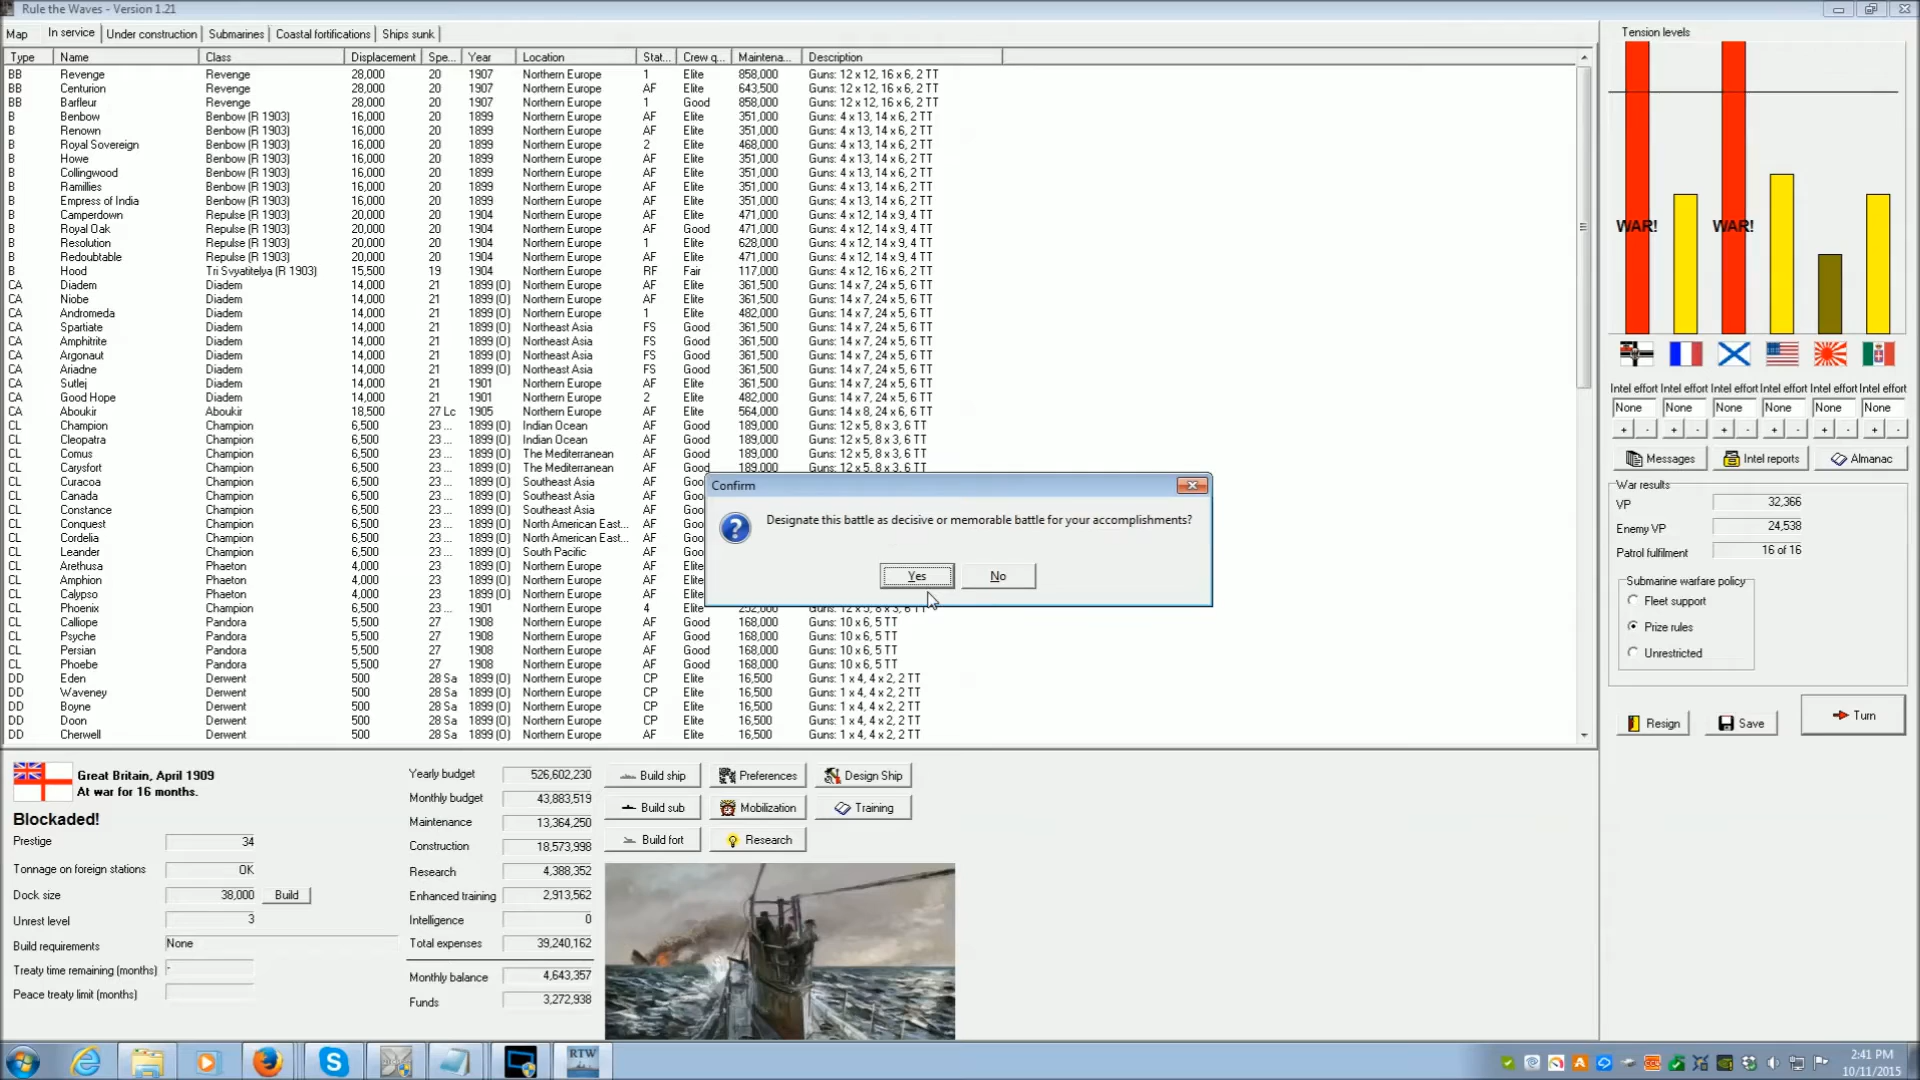 Rule the Waves - Version 1.21
Map In service Under construction Submarines Coastal fortifications Ships sunk
Type Name Class Displacement Spe... Year Location Stat... Crew q... Maintena... Description
BB Revenge Revenge 28,000 20 1907 Northern Europe 1 Elite 858,000 Guns: 12 x 12, 16 x 6, 2 TT
BB Centurion Revenge 28,000 20 1907 Northern Europe AF Elite 643,500 Guns: 12 x 12, 16 x 6, 2 TT
BB Barfleur Revenge 28,000 20 1907 Northern Europe 1 Good 858,000 Guns: 12 x 12, 16 x 6, 2 TT
B Benbow Benbow (R 1903) 16,000 20 1899 Northern Europe AF Elite 351,000 Guns: 4 x 13, 14 x 6, 2 TT
B Renown Benbow (R 1903) 16,000 20 1899 Northern Europe AF Elite 351,000 Guns: 4 x 13, 14 x 6, 2 TT
B Royal Sovereign Benbow (R 1903) 16,000 20 1899 Northern Europe 2 Elite 468,000 Guns: 4 x 13, 14 x 6, 2 TT
B Howe Benbow (R 1903) 16,000 20 1899 Northern Europe AF Elite 351,000 Guns: 4 x 13, 14 x 6, 2 TT
B Collingwood Benbow (R 1903) 16,000 20 1899 Northern Europe AF Elite 351,000 Guns: 4 x 13, 14 x 6, 2 TT
B Ramillies Benbow (R 1903) 16,000 20 1899 Northern Europe AF Elite 351,000 Guns: 4 x 13, 14 x 6, 2 TT
B Empress of India Benbow (R 1903) 16,000 20 1899 Northern Europe AF Elite 351,000 Guns: 4 x 13, 14 x 6, 2 TT
B Camperdown Repulse (R 1903) 20,000 20 1904 Northern Europe AF Elite 471,000 Guns: 4 x 12, 14 x 9, 4 TT
B Royal Oak Repulse (R 1903) 20,000 20 1904 Northern Europe AF Good 471,000 Guns: 4 x 12, 14 x 9, 4 TT
B Resolution Repulse (R 1903) 20,000 20 1904 Northern Europe 1 Elite 628,000 Guns: 4 x 12, 14 x 9, 4 TT
B Redoubtable Repulse (R 1903) 20,000 20 1904 Northern Europe AF Elite 471,000 Guns: 4 x 12, 14 x 9, 4 TT
B Hood Tri Svyatitelya (R 1903) 15,500 19 1904 Northern Europe RF Fair 117,000 Guns: 4 x 12, 16 x 6, 2 TT
CA Diadem Diadem 14,000 21 1899 (O) Northern Europe AF Elite 361,500 Guns: 14 x 7, 24 x 5, 6 TT
CA Niobe Diadem 14,000 21 1899 (O) Northern Europe AF Elite 361,500 Guns: 14 x 7, 24 x 5, 6 TT
CA Andromeda Diadem 14,000 21 1899 (O) Northern Europe 1 Elite 482,000 Guns: 14 x 7, 24 x 5, 6 TT
CA Spartiate Diadem 14,000 21 1899 (O) Northeast Asia FS Good 361,500 Guns: 14 x 7, 24 x 5, 6 TT
CA Amphitrite Diadem 14,000 21 1899 (O) Northeast Asia FS Good 361,500 Guns: 14 x 7, 24 x 5, 6 TT
CA Argonaut Diadem 14,000 21 1899 (O) Northeast Asia FS Good 361,500 Guns: 14 x 7, 24 x 5, 6 TT
CA Ariadne Diadem 14,000 21 1899 (O) Northeast Asia FS Good 361,500 Guns: 14 x 7, 24 x 5, 6 TT
CA Sutlej Diadem 14,000 21 1901 Northern Europe AF Elite 361,500 Guns: 14 x 7, 24 x 5, 6 TT
CA Good Hope Diadem 14,000 21 1901 Northern Europe 2 Elite 482,000 Guns: 14 x 7, 24 x 5, 6 TT
CA Aboukir Aboukir 18,500 27 Lc 1905 Northern Europe AF Elite 564,000 Guns: 14 x 8, 24 x 6, 6 TT
CL Champion Champion 6,500 23 ... 1899 (O) Indian Ocean AF Good 189,000 Guns: 12 x 5, 8 x 3, 6 TT
CL Cleopatra Champion 6,500 23 ... 1899 (O) Indian Ocean AF Good 189,000 Guns: 12 x 5, 8 x 3, 6 TT
CL Comus Champion 6,500 23 ... 1899 (O) The Mediterranean AF Good 189,000 Guns: 12 x 5, 8 x 3, 6 TT
CL Carysfort Champion 6,500 23 ... 1899 (O) The Mediterranean AF Good 189,000 Guns: 12 x 5, 8 x 3, 6 TT
CL Curacoa Champion 6,500 23 ... 1899 (O) Southeast Asia AF
CL Canada Champion 6,500 23 ... 1899 (O) Southeast Asia AF
CL Constance Champion 6,500 23 ... 1899 (O) Southeast Asia AF
CL Conquest Champion 6,500 23 ... 1899 (O) North American East... AF
CL Cordelia Champion 6,500 23 ... 1899 (O) North American East... AF
CL Leander Champion 6,500 23 ... 1899 (O) South Pacific AF
CL Arethusa Phaeton 4,000 23 1899 (O) Northern Europe AF
CL Amphion Phaeton 4,000 23 1899 (O) Northern Europe AF
CL Calypso Phaeton 4,000 23 1899 (O) Northern Europe AF
CL Phoenix Champion 6,500 23 ... 1901 Northern Europe 4 Elite 252,000 Guns: 12 x 5, 8 x 3, 6 TT
CL Calliope Pandora 5,500 27 1908 Northern Europe AF Good 168,000 Guns: 10 x 6, 5 TT
CL Psyche Pandora 5,500 27 1908 Northern Europe AF Good 168,000 Guns: 10 x 6, 5 TT
CL Persian Pandora 5,500 27 1908 Northern Europe AF Good 168,000 Guns: 10 x 6, 5 TT
CL Phoebe Pandora 5,500 27 1908 Northern Europe AF Good 168,000 Guns: 10 x 6, 5 TT
DD Eden Derwent 500 28 Sa 1899 (O) Northern Europe CP Elite 16,500 Guns: 1 x 4, 4 x 2, 2 TT
DD Waveney Derwent 500 28 Sa 1899 (O) Northern Europe CP Elite 16,500 Guns: 1 x 4, 4 x 2, 2 TT
DD Boyne Derwent 500 28 Sa 1899 (O) Northern Europe CP Elite 16,500 Guns: 1 x 4, 4 x 2, 2 TT
DD Doon Derwent 500 28 Sa 1899 (O) Northern Europe CP Elite 16,500 Guns: 1 x 4, 4 x 2, 2 TT
DD Cherwell Derwent 500 28 Sa 1899 (O) Northern Europe AF Elite 16,500 Guns: 1 x 4, 4 x 2, 2 TT
Confirm
Designate this battle as decisive or memorable battle for your accomplishments?
Yes No
Tension levels
WAR! WAR!
Intel effort Intel effort Intel effort Intel effort Intel effort Intel effort
None None None None None None
+ - + - + - + - + - + -
Messages Intel reports Almanac
War results
VP 32,366
Enemy VP 24,538
Patrol fulfilment 16 of 16
Submarine warfare policy
Fleet support
Prize rules
Unrestricted
Resign Save Turn
Great Britain, April 1909
At war for 16 months.
Blockaded!
Prestige 34
Tonnage on foreign stations OK
Dock size 38,000 Build
Unrest level 3
Build requirements None
Treaty time remaining (months) -
Peace treaty limit (months)
Yearly budget 526,602,230
Monthly budget 43,883,519
Maintenance 13,364,250
Construction 18,573,998
Research 4,388,352
Enhanced training 2,913,562
Intelligence 0
Total expenses 39,240,162
Monthly balance 4,643,357
Funds 3,272,938
Build ship Preferences Design Ship
Build sub Mobilization Training
Build fort Research
RTW
2:41 PM
10/11/2015